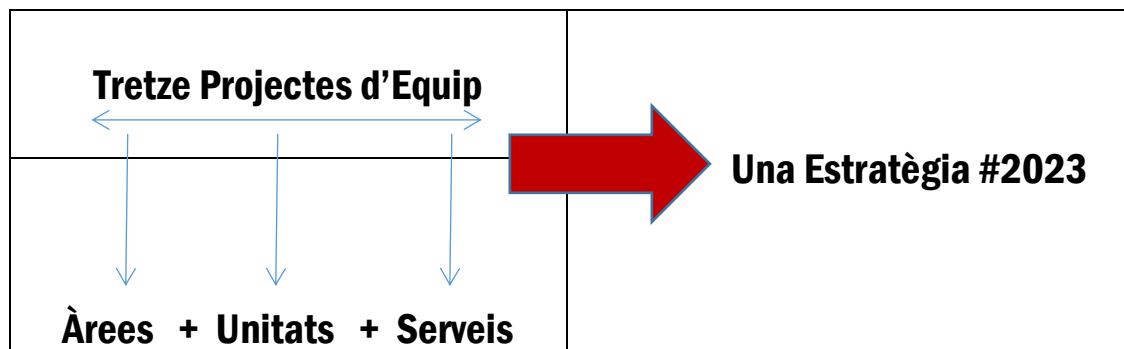 Tretze Projectes d’Equip
Una Estratègia #2023
Àrees + Unitats + Serveis